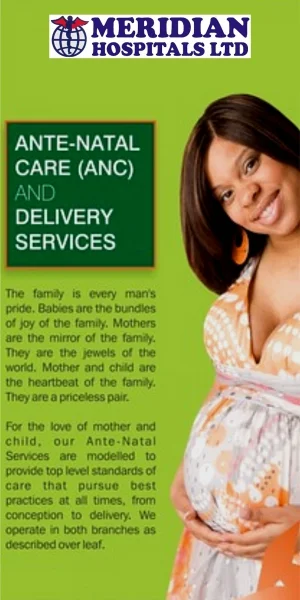 MERIDIAN
HOSPITALS LTD
ANTE-NATAL
CARE (ANC)
AND
DELIVERY
SERVICES
The family is every man's
pride. Babies are the bundles
of joy of the family. Mothers
are the mirror of the family.
They are the jewels of the
world. Mother and child are
the heartbeat of the family.
They are a priceless pair.
For the love of mother and
child, our Ante-Natal
Services are modelled to
provide top level standards of
care that pursue best
practices at all times, from
conception to delivery. We
operate in both branches as
described over leaf.